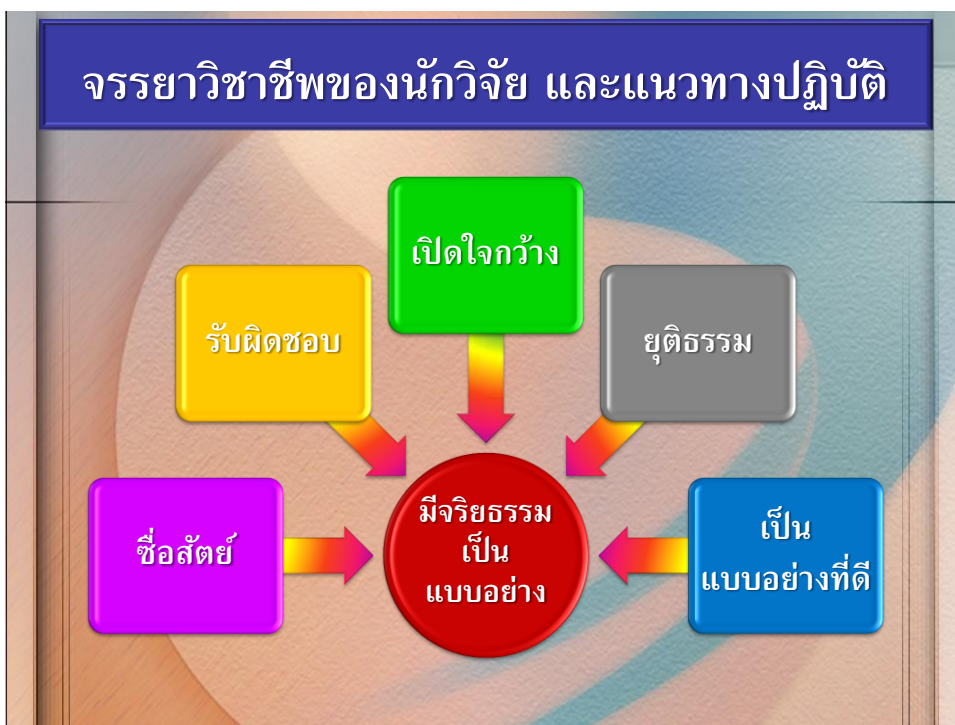 จรรยาวิชาชีพของนักวิจัย และแนวทางปฏิบัติ
เปิดใจกว้าง
รับผิดชอบ
ยุติธรรม
ซื่อสัตย์
มีจริยธรรม
เป็น
แบบอย่าง
เป็น
แบบอย่างที่ดี